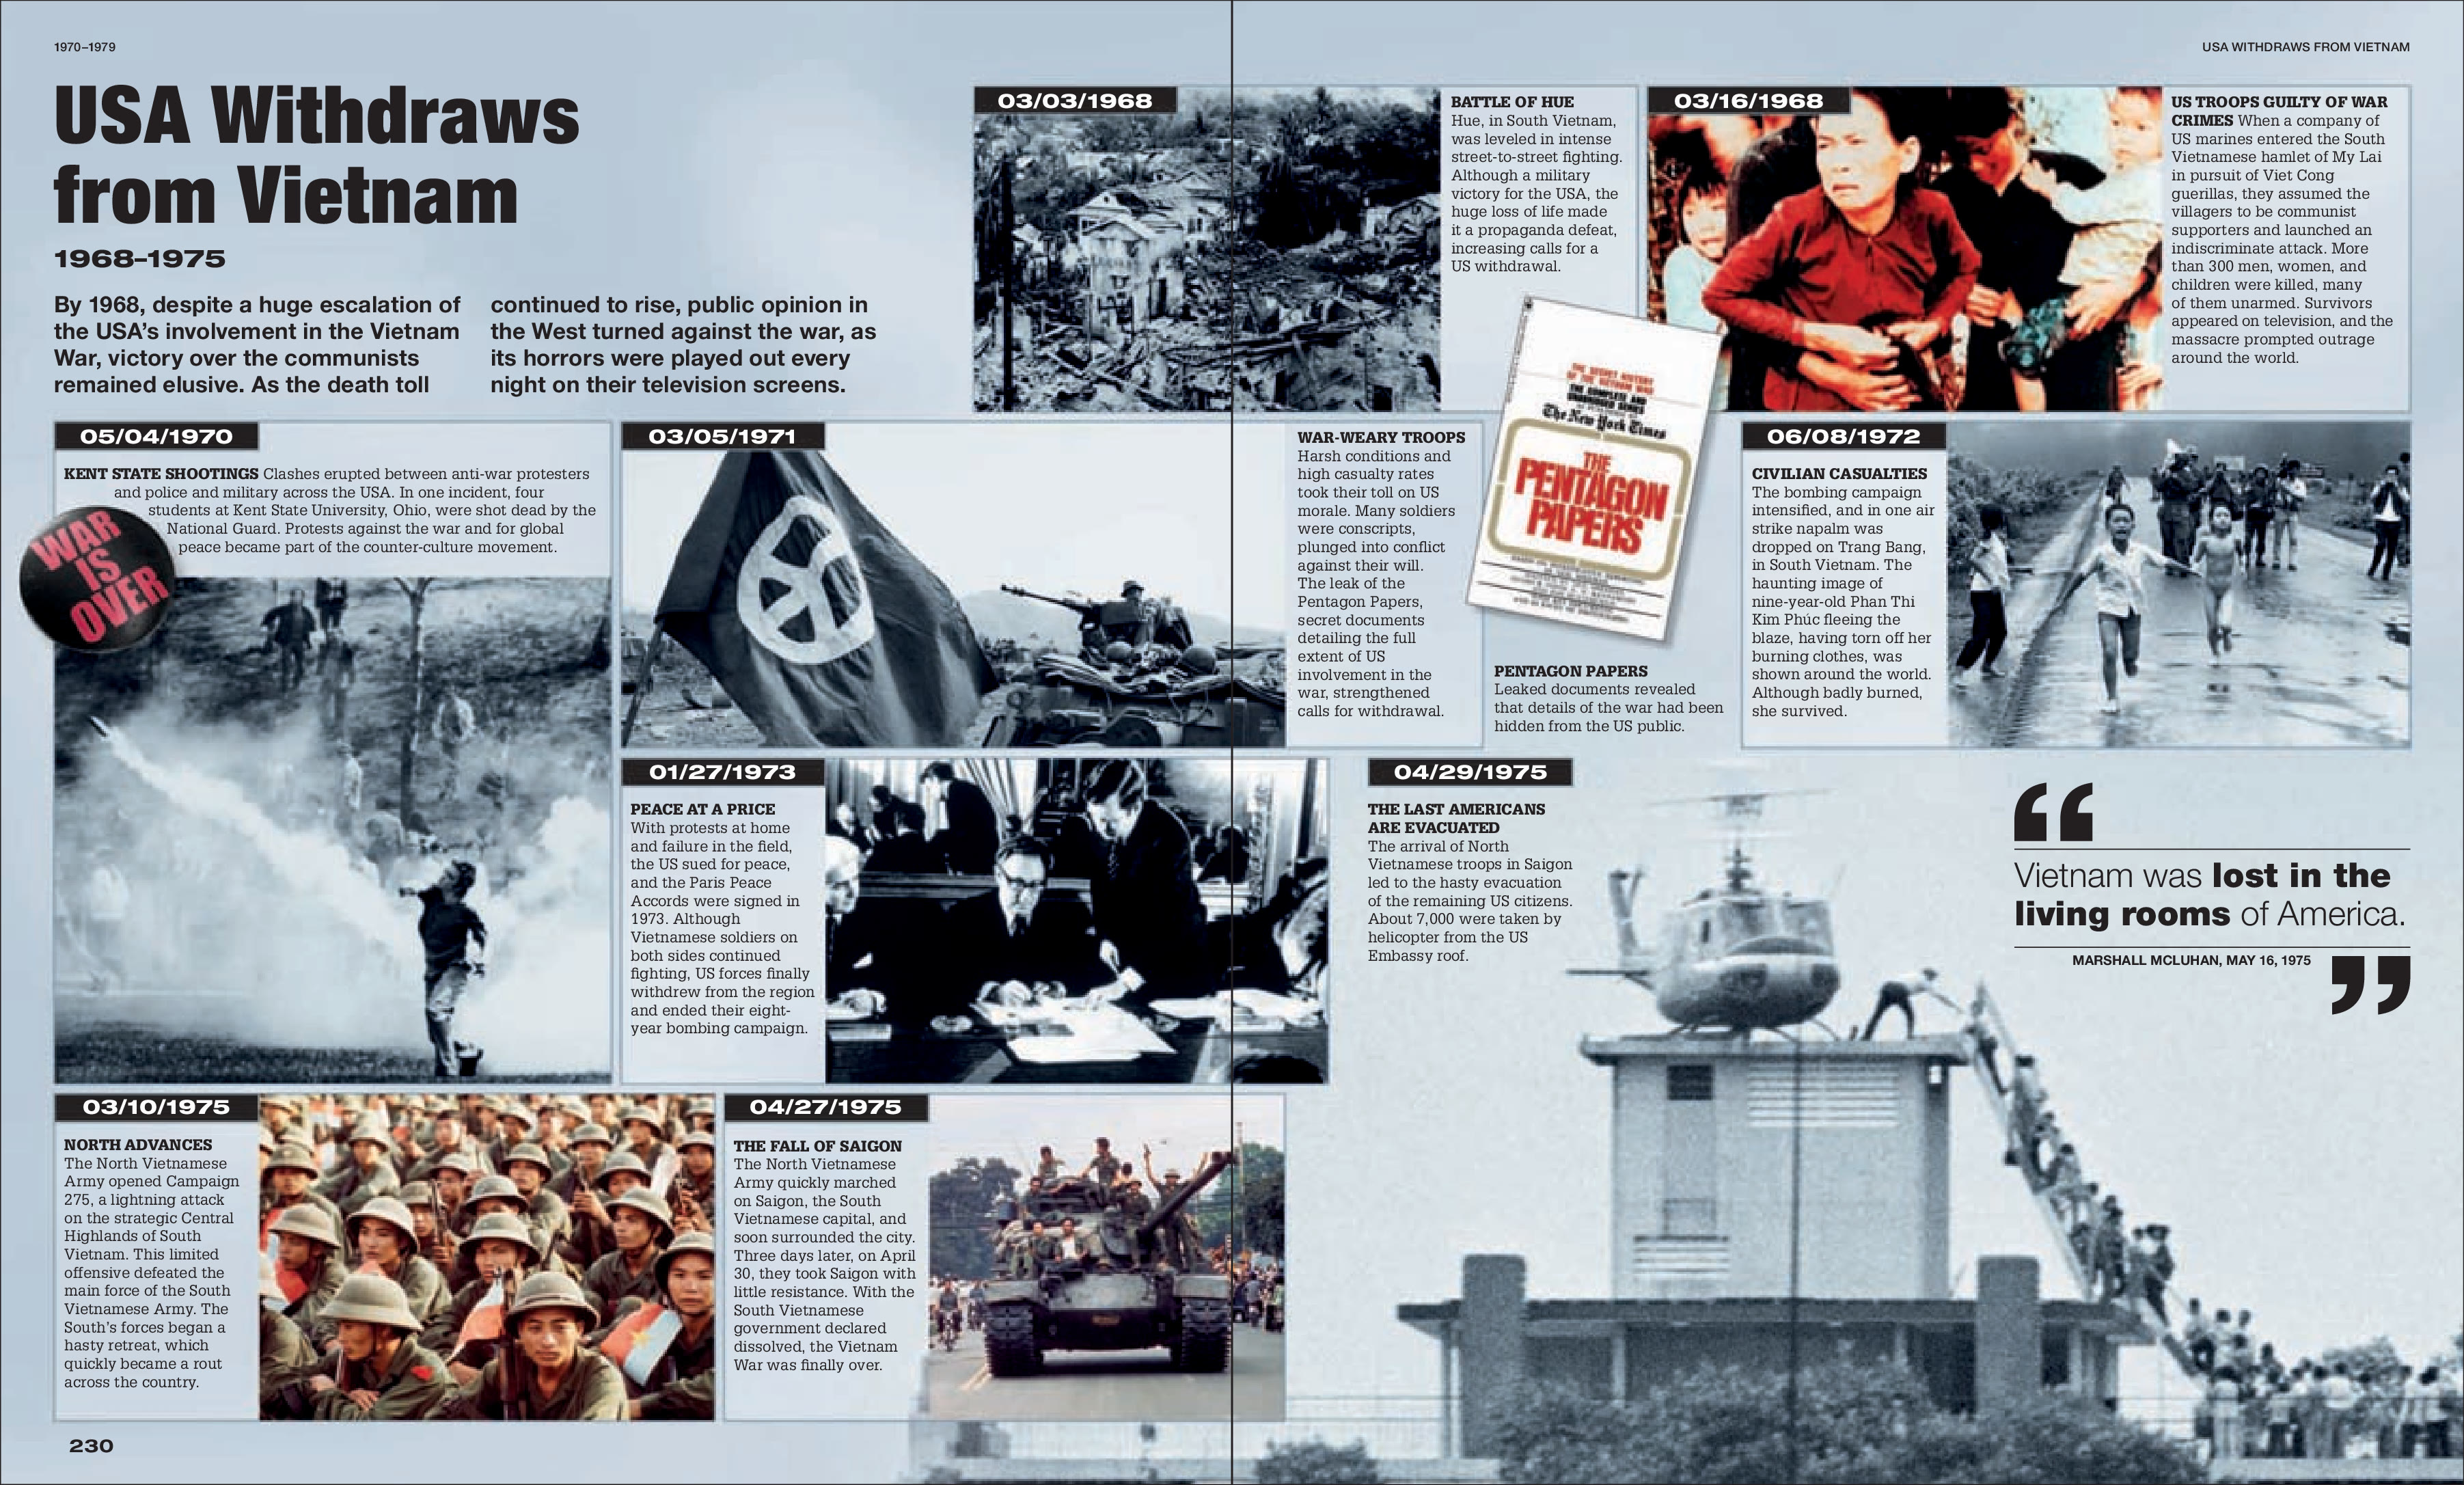 1970–1979
USA WITHDRAWS FROM VIETNAM
USA Withdraws
from Vietnam
1968–1975
By 1968, despite a huge escalation of
the USA’s involvement in the Vietnam
War, victory over the communists
remained elusive. As the death toll
continued to rise, public opinion in
the West turned against the war, as
its horrors were played out every
night on their television screens.
03/03/1968
BATTLE OF HUE
Hue, in South Vietnam,
was leveled in intense
street-to-street fighting.
Although a military
victory for the USA, the
huge loss of life made
it a propaganda defeat,
increasing calls for a
US withdrawal.
03/16/1968
US TROOPS GUILTY OF WAR
CRIMES When a company of
US marines entered the South
Vietnamese hamlet of My Lai
in pursuit of Viet Cong
guerillas, they assumed the
villagers to be communist
supporters and launched an
indiscriminate attack. More
than 300 men, women, and
children were killed, many
of them unarmed. Survivors
appeared on television, and the
massacre prompted outrage
around the world.
05/04/1970
KENT STATE SHOOTINGS Clashes erupted between anti-war protesters
and police and military across the USA. In one incident, four
students at Kent State University, Ohio, were shot dead by the
National Guard. Protests against the war and for global
peace became part of the counter-culture movement.
WAR
IS
OVER
03/05/1971
WAR-WEARY TROOPS
Harsh conditions and
high casualty rates
took their toll on US
morale. Many soldiers
were conscripts,
plunged into conflict
against their will.
The leak of the
Pentagon Papers,
secret documents
detailing the full
extent of US
involvement in the
war, strengthened
calls for withdrawal.
THE SECRET HISTORY
OF THE VIETNAM WAR
THE COMPLETE AND
UNABRIDGED SERIES
The New York Times
THE
PENTAGON
PAPERS
PENTAGON PAPERS
Leaked documents revealed
that details of the war had been
hidden from the US public.
06/08/1972
CIVILIAN CASUALTIES
The bombing campaign
intensified, and in one air
strike napalm was
dropped on Trang Bang,
in South Vietnam. The
haunting image of
nine-year-old Phan Thi
Kim Phúc fleeing the
blaze, having torn off her
burning clothes, was
shown around the world.
Although badly burned,
she survived.
01/27/1973
PEACE AT A PRICE
With protests at home
and failure in the field,
the US sued for peace,
and the Paris Peace
Accords were signed in
1973. Although
Vietnamese soldiers on
both sides continued
fighting, US forces finally
withdrew from the region
and ended their eight-
year bombing campaign.
04/29/1975
THE LAST AMERICANS
ARE EVACUATED
The arrival of North
Vietnamese troops in Saigon
led to the hasty evacuation
of the remaining US citizens.
About 7,000 were taken by
helicopter from the US
Embassy roof.
“
Vietnam was lost in the
living rooms of America.
MARSHALL MCLUHAN, MAY 16, 1975
”
03/10/1975
NORTH ADVANCES
The North Vietnamese
Army opened Campaign
275, a lightning attack
on the strategic Central
Highlands of South
Vietnam. This limited
offensive defeated the
main force of the South
Vietnamese Army. The
South’s forces began a
hasty retreat, which
quickly became a rout
across the country.
04/27/1975
THE FALL OF SAIGON
The North Vietnamese
Army quickly marched
on Saigon, the South
Vietnamese capital, and
soon surrounded the city.
Three days later, on April
30, they took Saigon with
little resistance. With the
South Vietnamese
government declared
dissolved, the Vietnam
War was finally over.
230